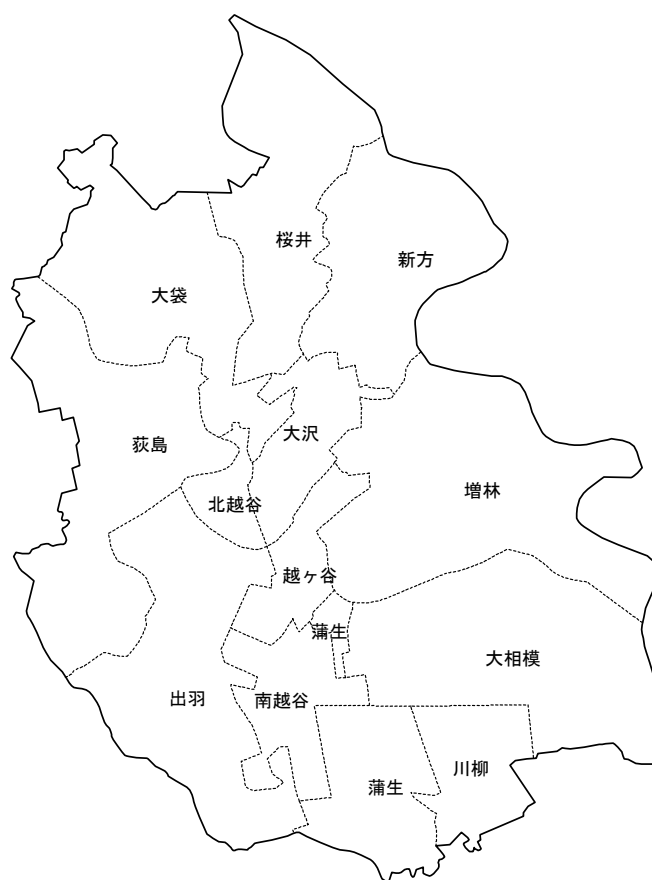 桜井
新方
大袋
大沢
荻島
増林
北越谷
越ヶ谷
蒲生
大相模
出羽
南越谷
川柳
蒲生